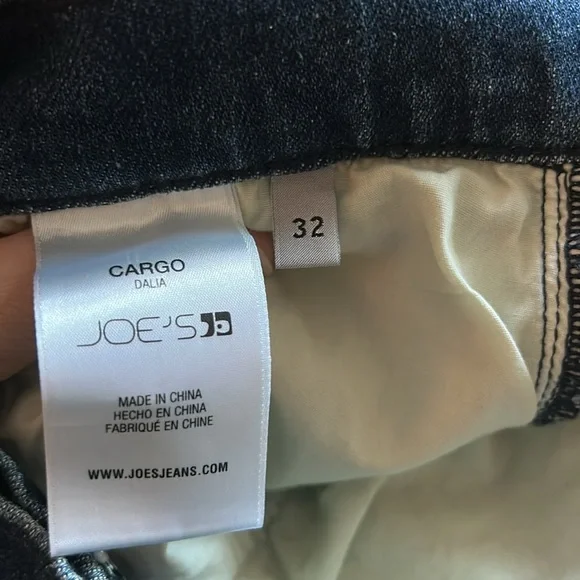 CARGO
DALIA
JOE'S
MADE IN CHINA
HECHO EN CHINA
FABRIQUÉ EN CHINE
WWW.JOESJEANS.COM
32